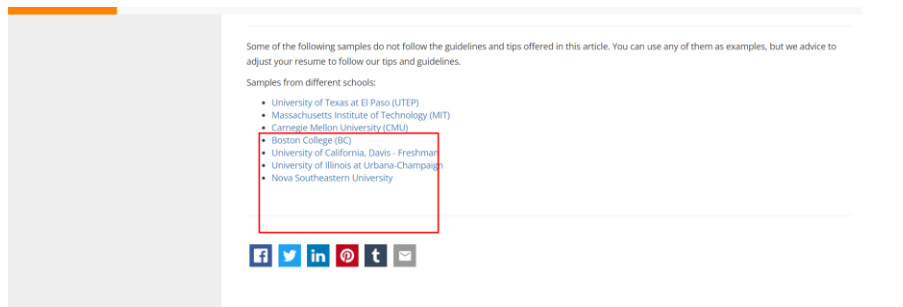 Some of the following samples do not follow the guidelines and tips offered in this article. You can use any of them as examples, but we advice to
adjust your resume to follow our tips and guidelines.
Samples from different schools:
• University of Texas at El Paso (UTEP)
• Massachusetts Institute of Technology (MIT)
• Carnegie Mellon University (CMU)
• Boston College (BC)
• University of California, Davis - Freshman
• University of Illinois at Urbana-Champaign
• Nova Southeastern University